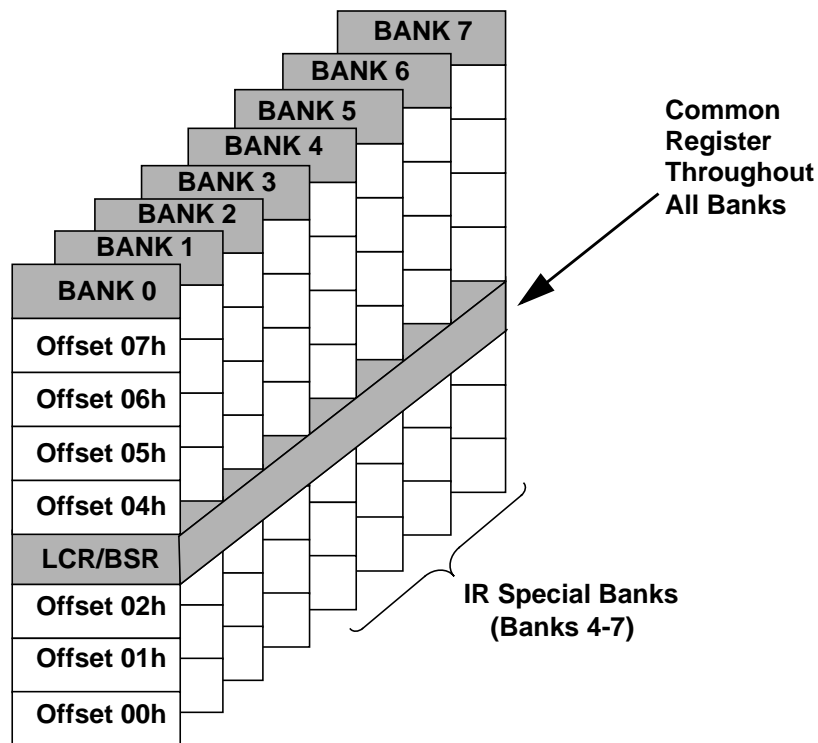 BANK 7
BANK 6
BANK 5
BANK 4
BANK 3
BANK 2
BANK 1
BANK 0
Offset 07h
Offset 06h
Offset 05h
Offset 04h
LCR/BSR
Offset 02h
Offset 01h
Offset 00h
Common
Register
Throughout
All Banks
IR Special Banks
(Banks 4-7)